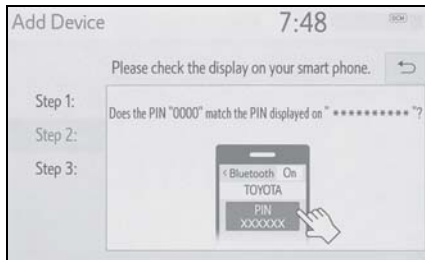 Add Device
7:48
DCM
Please check the display on your smart phone.
Step 1:
Does the PIN "0000" match the PIN displayed on " ********** "?
Step 2:
Step 3:
< Bluetooth On
TOYOTA
PIN
XXXXXX